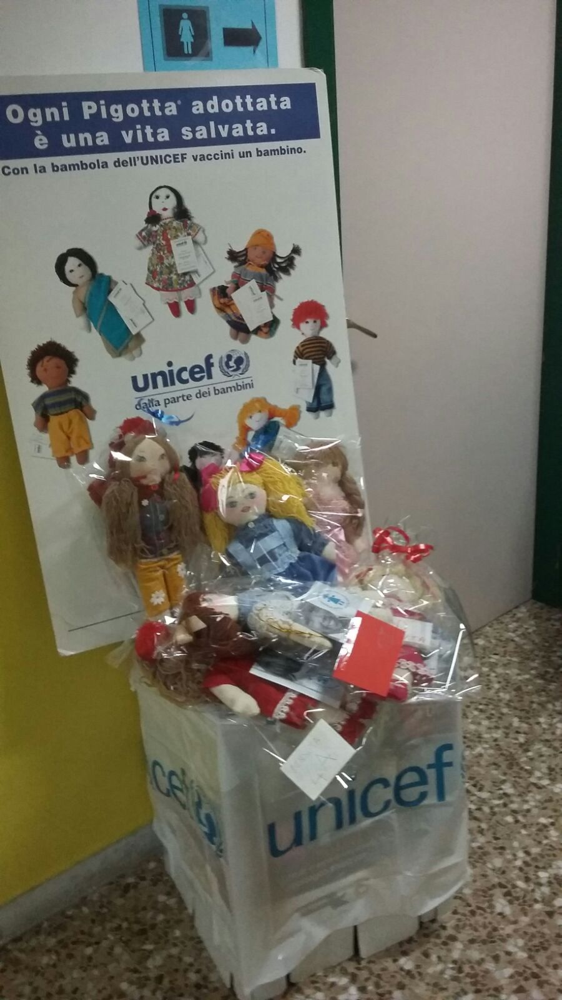 Ogni Pigotta® adottata
è una vita salvata.
Con la bambola dell'UNICEF vaccini un bambino.
unicef
dalla parte dei bambini
4A
unicef